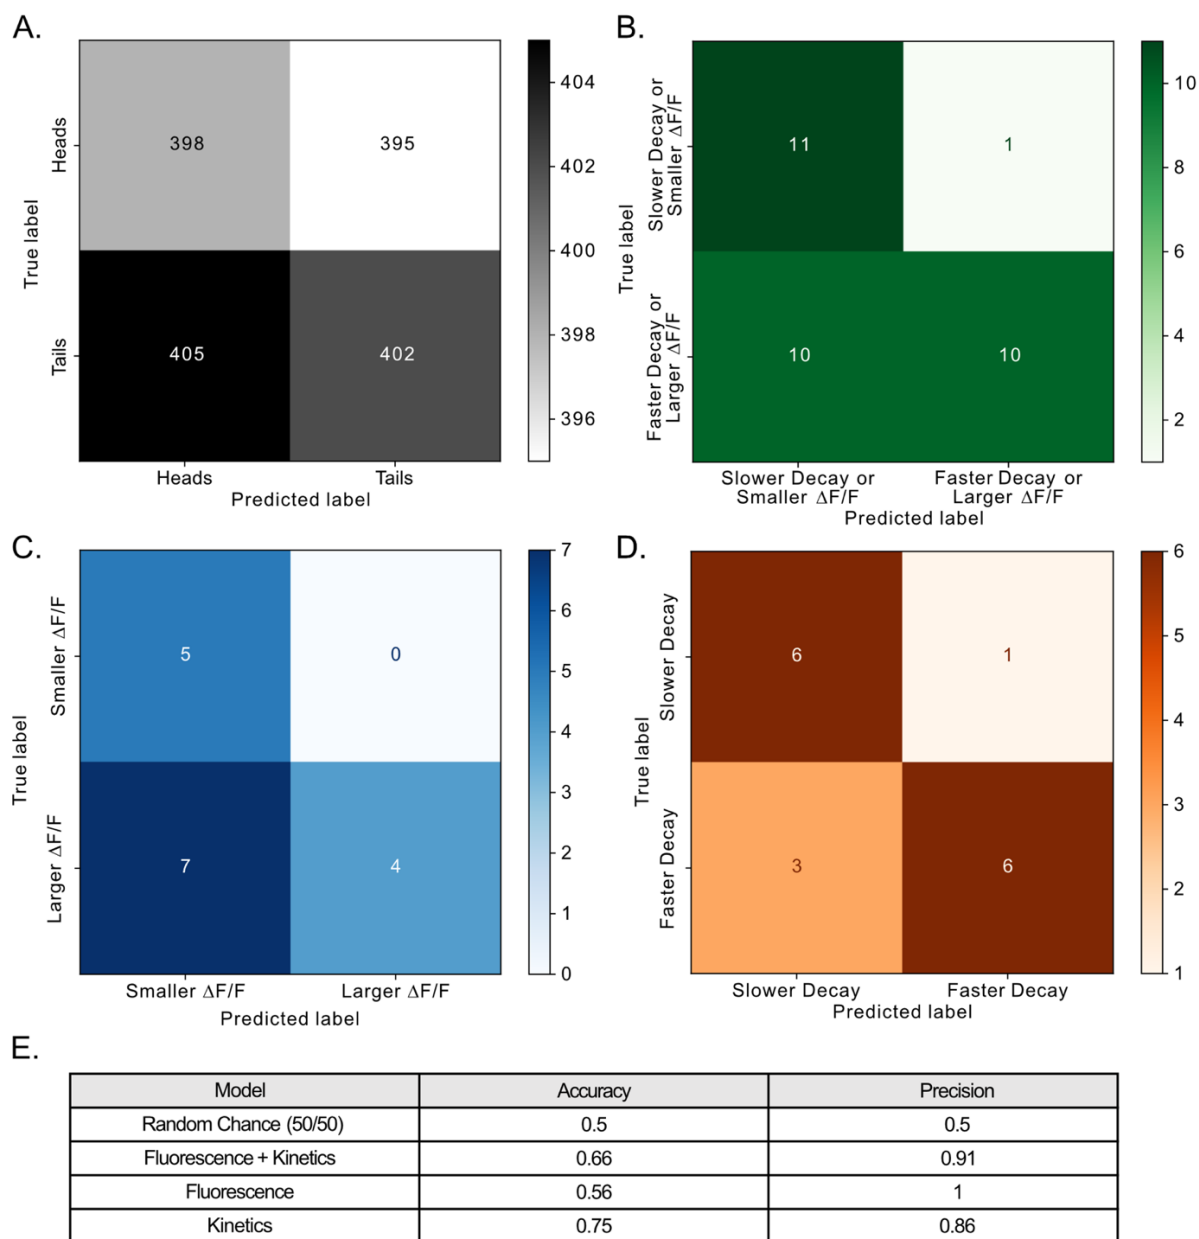 A.
Heads
Tails
True label
398
395
405
402
Heads
Tails
Predicted label
404
402
400
398
396
B.
Slower Decay or
Smaller ΔF/F
Faster Decay or
Larger ΔF/F
True label
11
1
10
10
Slower Decay or
Smaller ΔF/F
Faster Decay or
Larger ΔF/F
Predicted label
10
8
6
4
2
C.
Smaller ΔF/F
Larger ΔF/F
True label
5
0
7
4
Smaller ΔF/F
Larger ΔF/F
Predicted label
7
6
5
4
3
2
1
0
D.
Slower Decay
Faster Decay
True label
6
1
3
6
Slower Decay
Faster Decay
Predicted label
6
5
4
3
2
1
E.
Model Accuracy Precision
Random Chance (50/50) 0.5 0.5
Fluorescence + Kinetics 0.66 0.91
Fluorescence 0.56 1
Kinetics 0.75 0.86